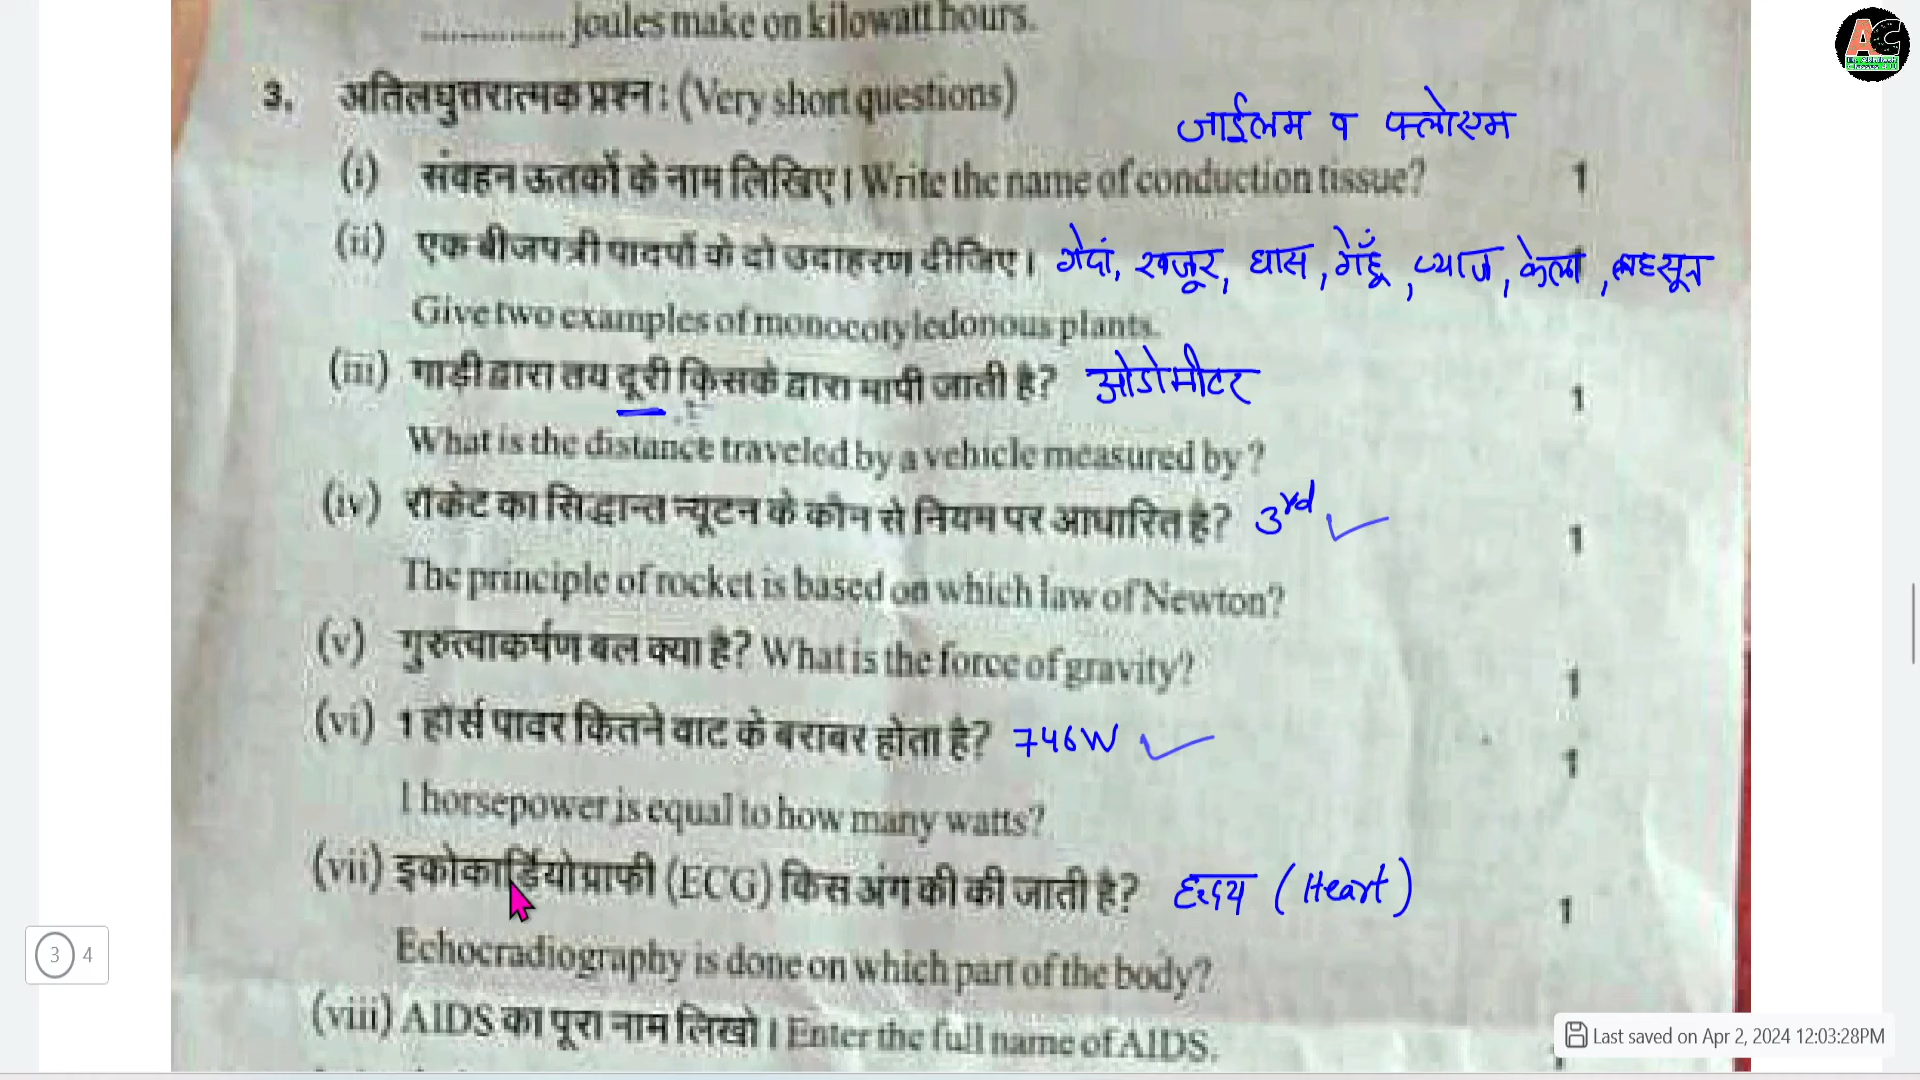 ............... joules make on kilowatt hours.
3. अतिलघुत्तरात्मक प्रश्न : (Very short questions)
जाईलम व फ्लोएम
(i) संवहन ऊतकों के नाम लिखिए। Write the name of conduction tissue? 1
(ii) एक बीजपत्री पादपों के दो उदाहरण दीजिए। गेंदा, खजूर, घास, गेहूँ, प्याज, केला, लहसून
Give two examples of monocotyledonous plants.
(iii) गाड़ी द्वारा तय दूरी किसके द्वारा मापी जाती है? ओडोमीटर 1
What is the distance traveled by a vehicle measured by?
(iv) रॉकेट का सिद्धान्त न्यूटन के कौन से नियम पर आधारित है? 3rd ✓ 1
The principle of rocket is based on which law of Newton?
(v) गुरुत्वाकर्षण बल क्या है? What is the force of gravity? 1
(vi) 1 हॉर्स पावर कितने वाट के बराबर होता है? 746W ✓ 1
1 horsepower is equal to how many watts?
(vii) इकोकार्डियोग्राफी (ECG) किस अंग की की जाती है? हृदय (Heart) 1
Echocradiography is done on which part of the body?
(viii) AIDS का पूरा नाम लिखो। Enter the full name of AIDS.
3 4
Last saved on Apr 2, 2024 12:03:28PM
AC